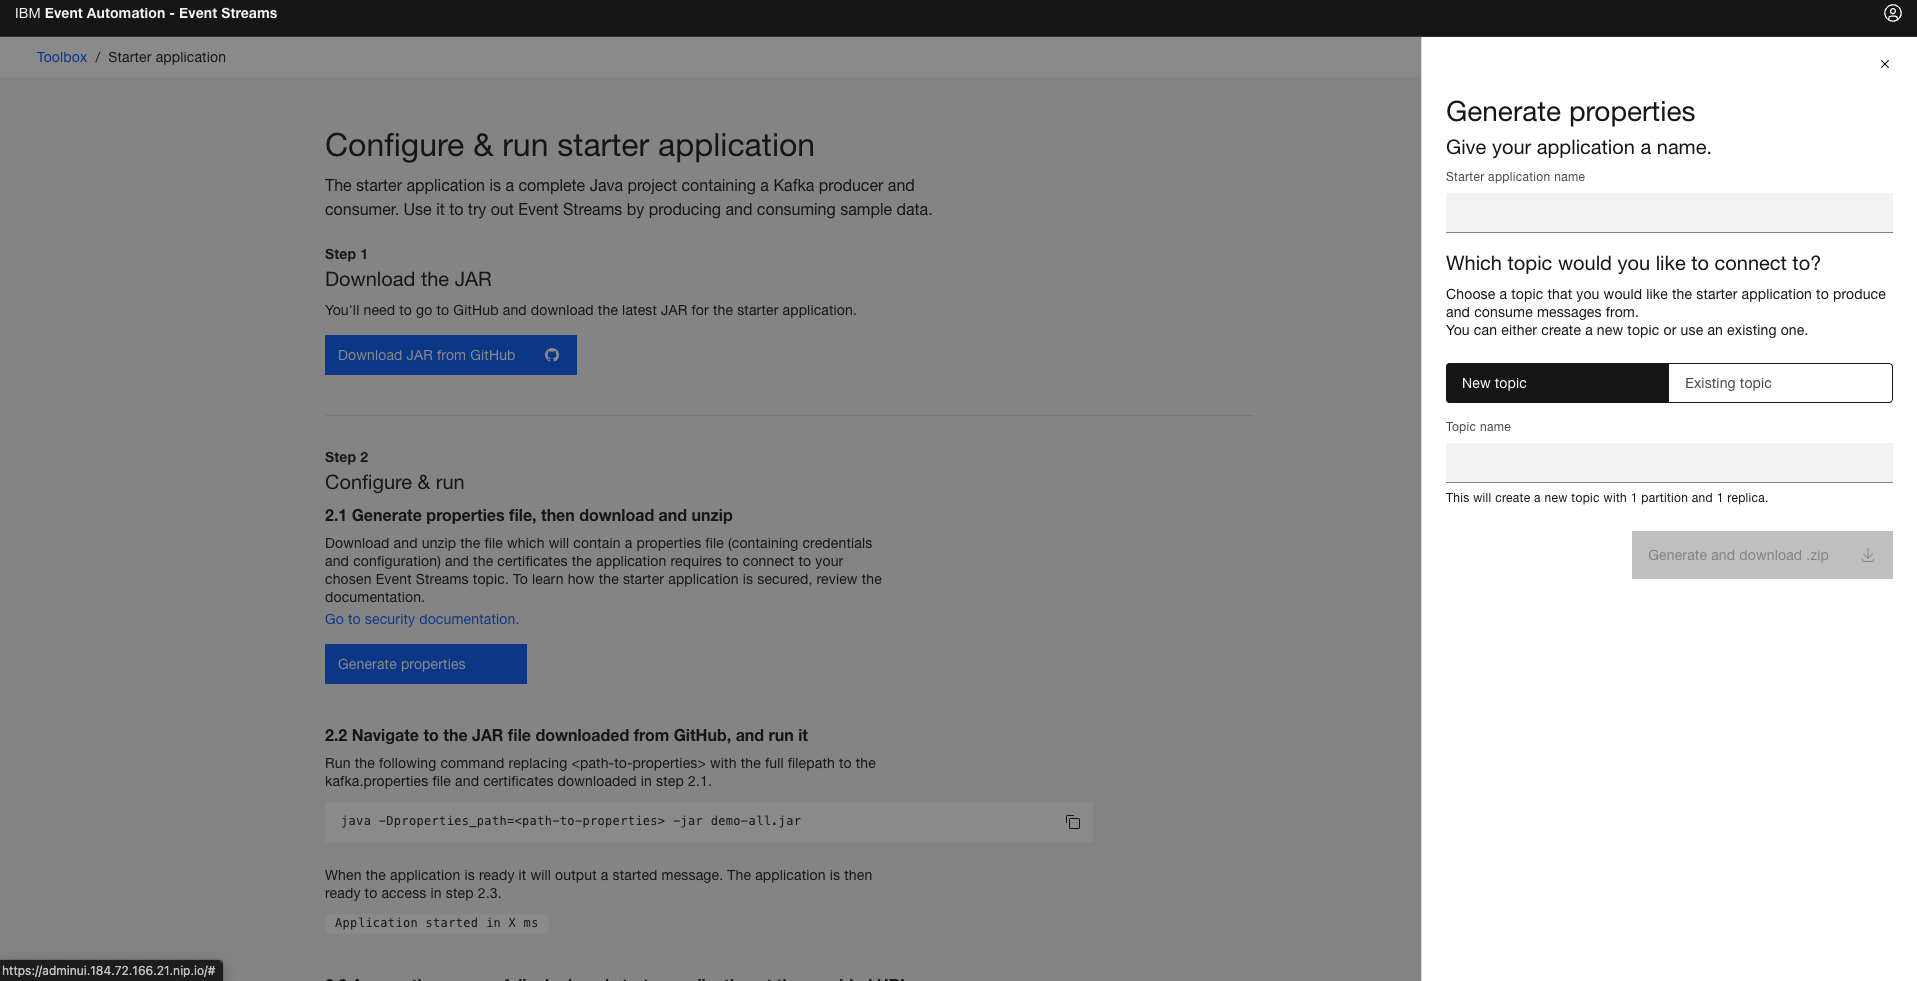 IBM Event Automation - Event Streams
Toolbox / Starter application
Configure & run starter application
The starter application is a complete Java project containing a Kafka producer and
consumer. Use it to try out Event Streams by producing and consuming sample data.
Step 1
Download the JAR
You'll need to go to GitHub and download the latest JAR for the starter application.
Download JAR from GitHub
Step 2
Configure & run
2.1 Generate properties file, then download and unzip
Download and unzip the file which will contain a properties file (containing credentials
and configuration) and the certificates the application requires to connect to your
chosen Event Streams topic. To learn how the starter application is secured, review the
documentation.
Go to security documentation.
Generate properties
2.2 Navigate to the JAR file downloaded from GitHub, and run it
Run the following command replacing <path-to-properties> with the full filepath to the
kafka.properties file and certificates downloaded in step 2.1.
java -Dproperties_path=<path-to-properties> -jar demo-all.jar
When the application is ready it will output a started message. The application is then
ready to access in step 2.3.
Application started in X ms
https://adminui.184.72.166.21.nip.io/#
Generate properties
Give your application a name.
Starter application name
Which topic would you like to connect to?
Choose a topic that you would like the starter application to produce
and consume messages from.
You can either create a new topic or use an existing one.
New topic
Existing topic
Topic name
This will create a new topic with 1 partition and 1 replica.
Generate and download .zip